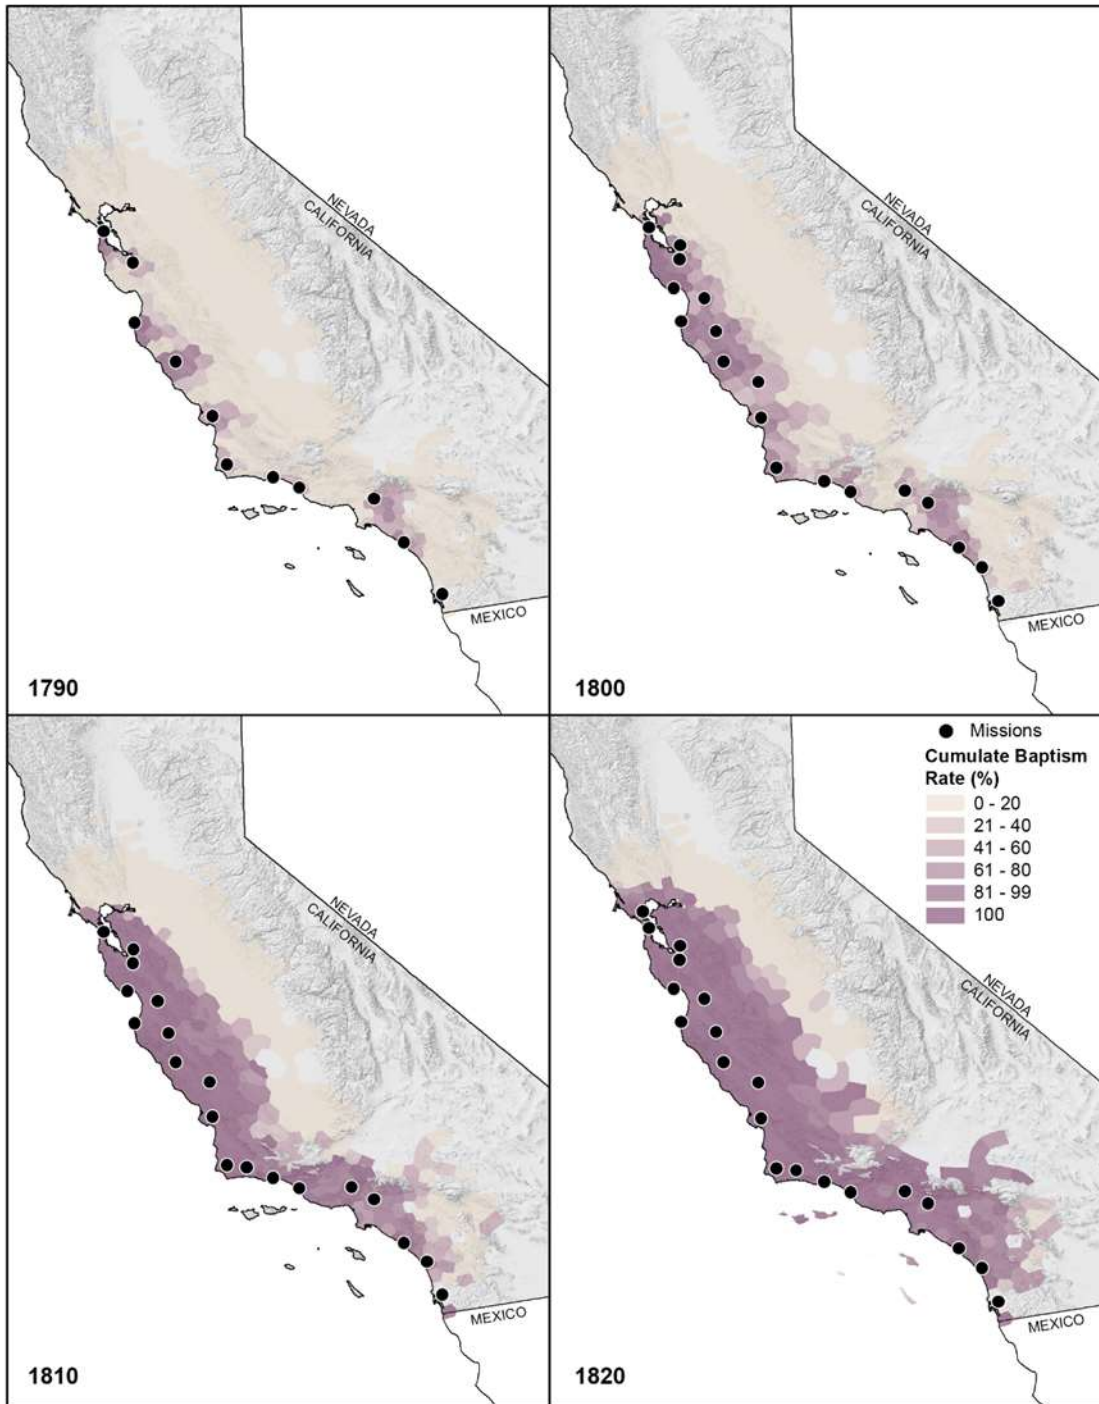 NEVADA
CALIFORNIA
MEXICO
1790
NEVADA
CALIFORNIA
MEXICO
1800
NEVADA
CALIFORNIA
MEXICO
1810
Missions
Cumulate Baptism
Rate (%)
0 - 20
21 - 40
41 - 60
61 - 80
81 - 99
100
NEVADA
CALIFORNIA
MEXICO
1820